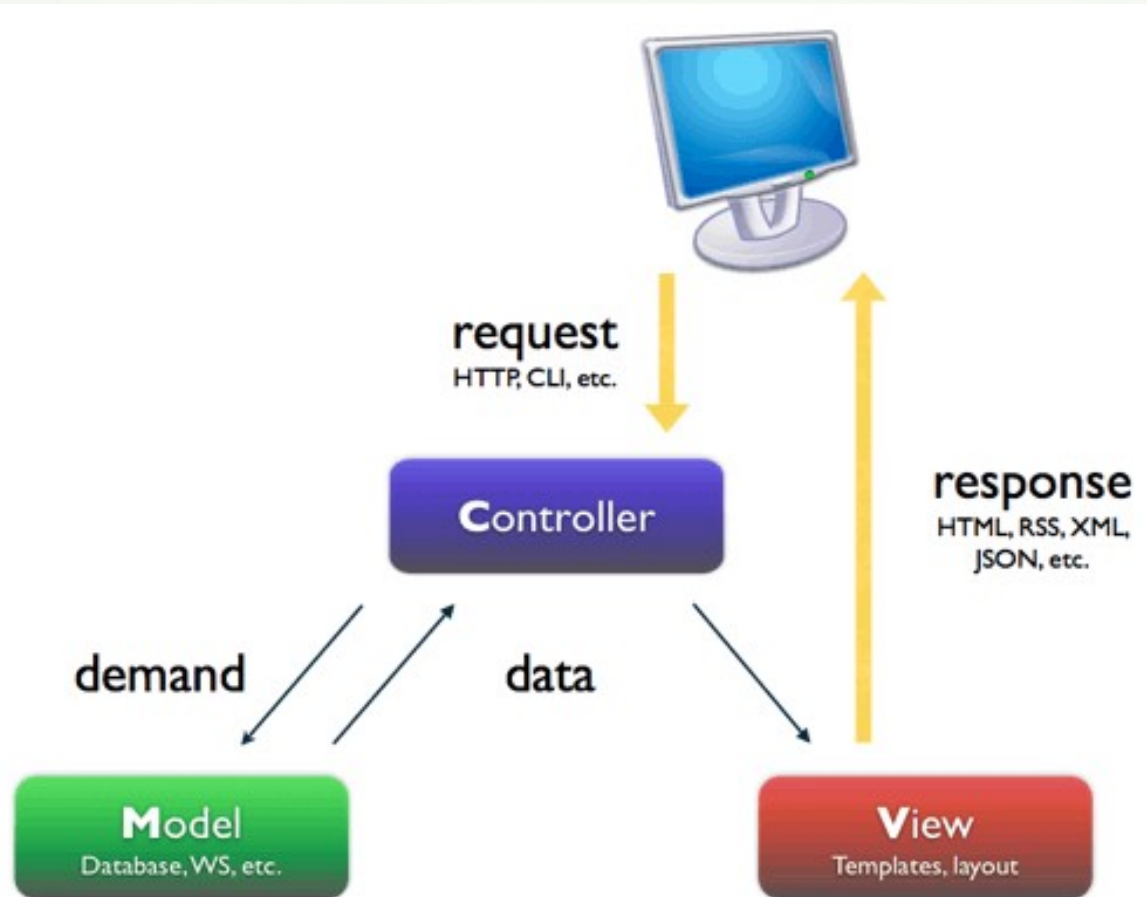 request
HTTP, CLI, etc.
Controller
response
HTML, RSS, XML,
JSON, etc.
demand
data
Model
Database, WS, etc.
View
Templates, layout